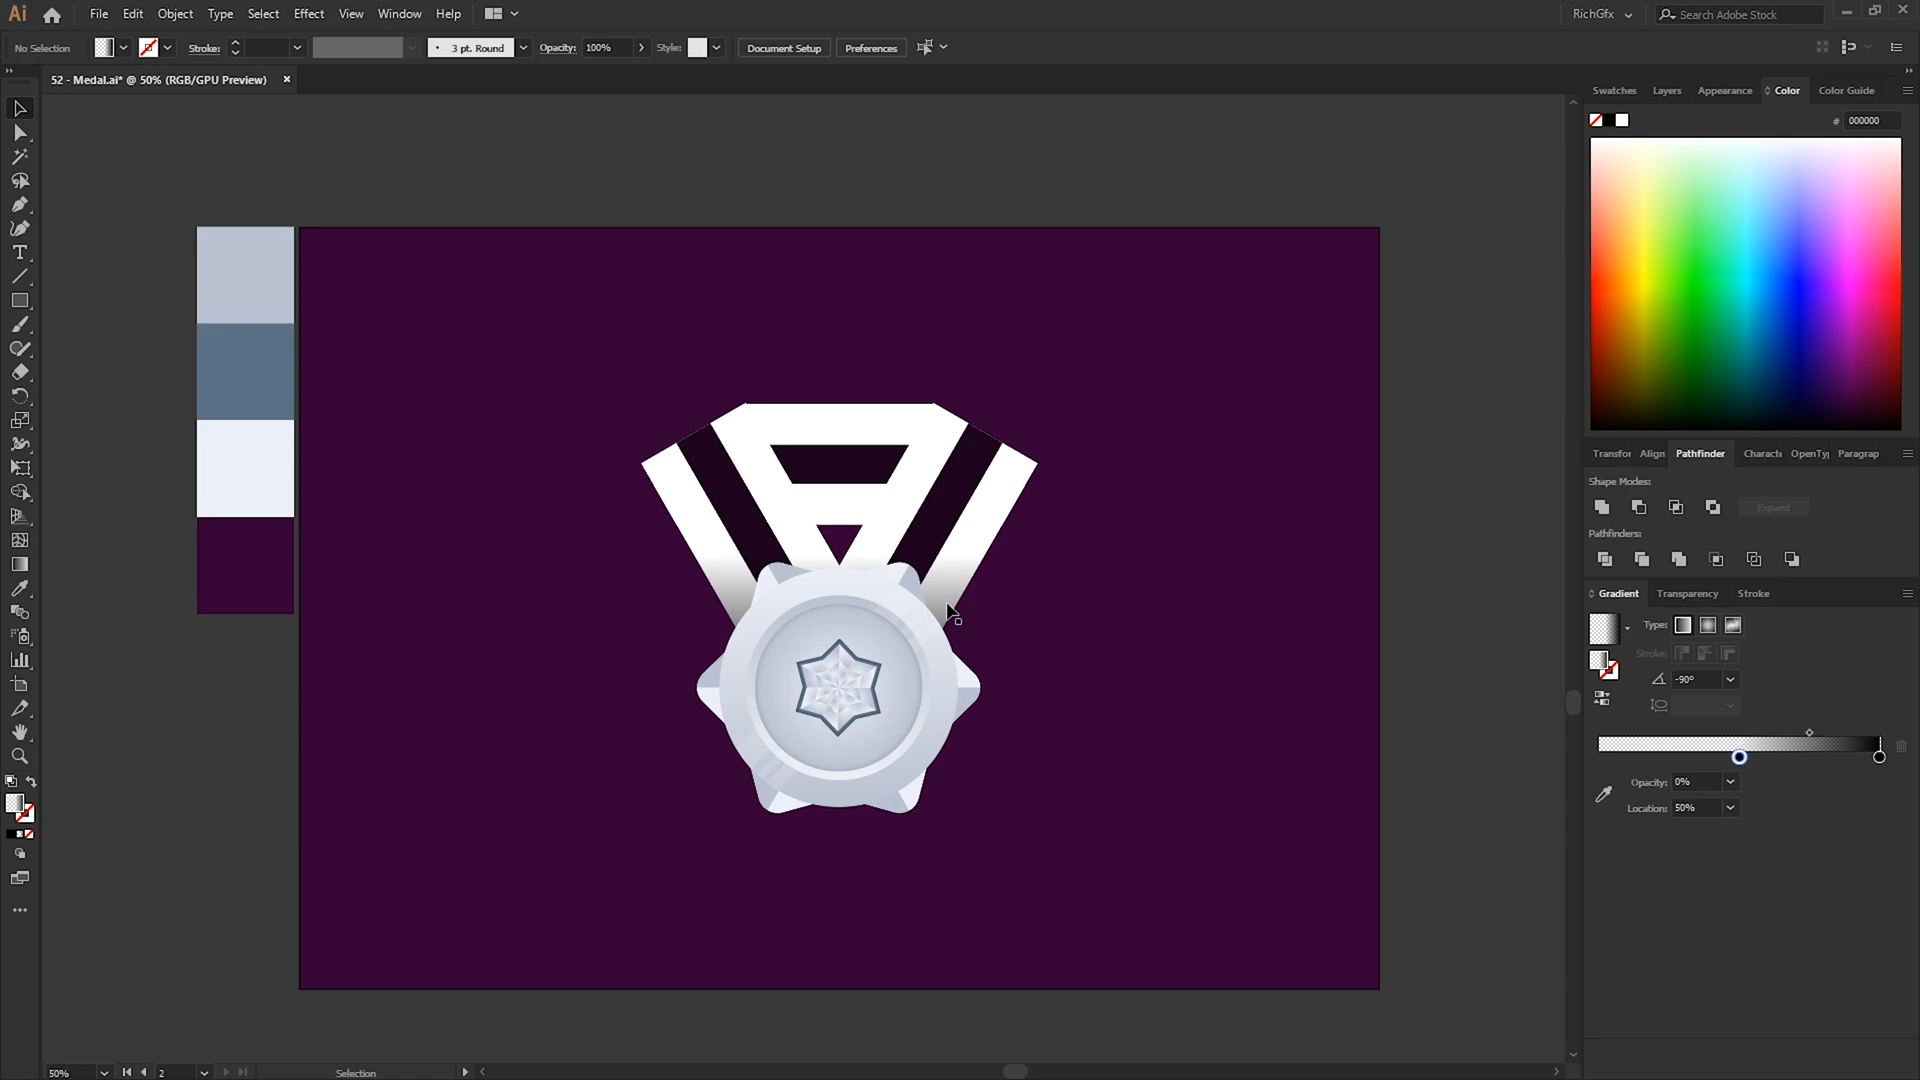 Ai File Edit Object Type Select Effect View Window Help RichGfx Search Adobe Stock
No Selection Stroke: 3 pt. Round Opacity: 100% Style: Document Setup Preferences
52 - Medal.ai* @ 50% (RGB/GPU Preview)
Swatches Layers Appearance Color Color Guide
# 000000
Transfor Align Pathfinder Characte OpenTy Paragrap
Shape Modes:
Expand
Pathfinders:
Gradient Transparency Stroke
Type:
Stroke:
-90°
Opacity: 0%
Location: 50%
50% 2 Selection